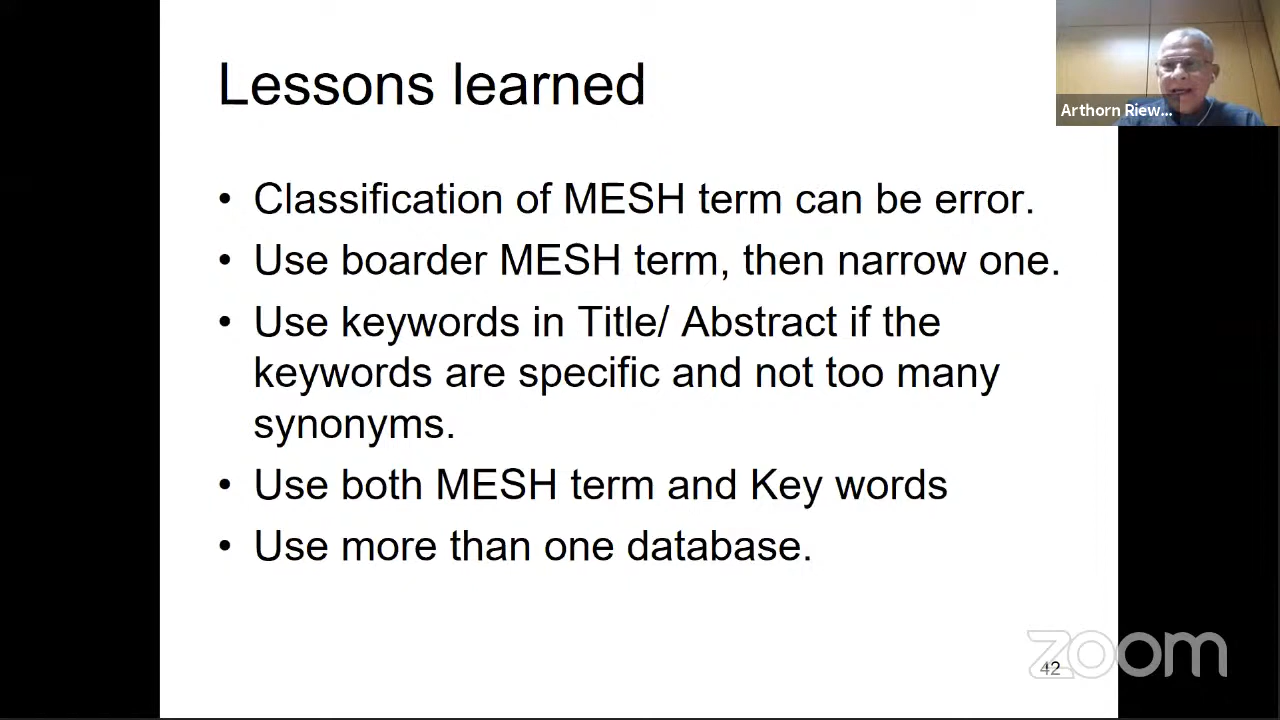 Lessons learned
Arthorn Riew...
• Classification of MESH term can be error.
• Use boarder MESH term, then narrow one.
• Use keywords in Title/ Abstract if the
keywords are specific and not too many
synonyms.
• Use both MESH term and Key words
• Use more than one database.
zoom
42